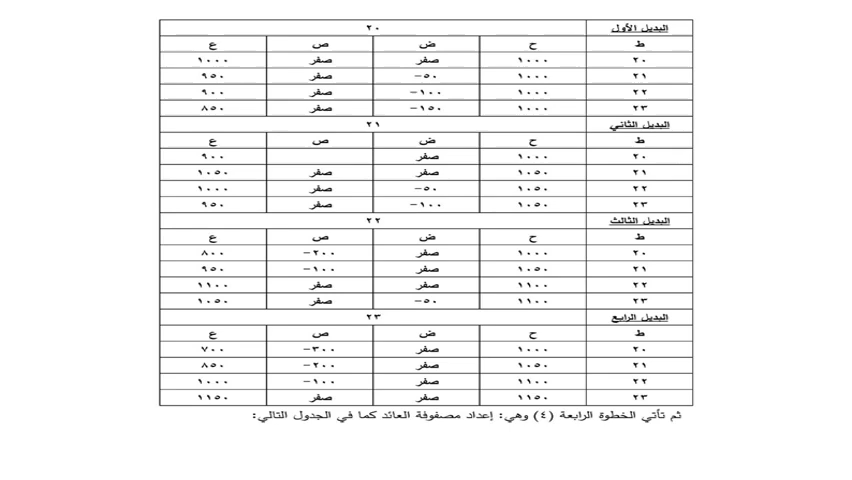 البديل الأول ٢٠
ط ح ض ص ع
٢٠ ١٠٠٠ صفر صفر ١٠٠٠
٢١ ١٠٠٠ ٥٠- صفر ٩٥٠
٢٢ ١٠٠٠ ١٠٠- صفر ٩٠٠
٢٣ ١٠٠٠ ١٥٠- صفر ٨٥٠
البديل الثاني ٢١
ط ح ض ص ع
٢٠ ١٠٠٠ صفر ٩٠٠
٢١ ١٠٥٠ صفر صفر ١٠٥٠
٢٢ ١٠٥٠ ٥٠- صفر ١٠٠٠
٢٣ ١٠٥٠ ١٠٠- صفر ٩٥٠
البديل الثالث ٢٢
ط ح ض ص ع
٢٠ ١٠٠٠ صفر ٢٠٠- ٨٠٠
٢١ ١٠٥٠ صفر ١٠٠- ٩٥٠
٢٢ ١١٠٠ صفر صفر ١١٠٠
٢٣ ١١٠٠ ٥٠- صفر ١٠٥٠
البديل الرابع ٢٣
ط ح ض ص ع
٢٠ ١٠٠٠ صفر ٣٠٠- ٧٠٠
٢١ ١٠٥٠ صفر ٢٠٠- ٨٥٠
٢٢ ١١٠٠ صفر ١٠٠- ١٠٠٠
٢٣ ١١٥٠ صفر صفر ١١٥٠
ثم تأتي الخطوة الرابعة (٤) وهي: إعداد مصفوفة العائد كما في الجدول التالي: